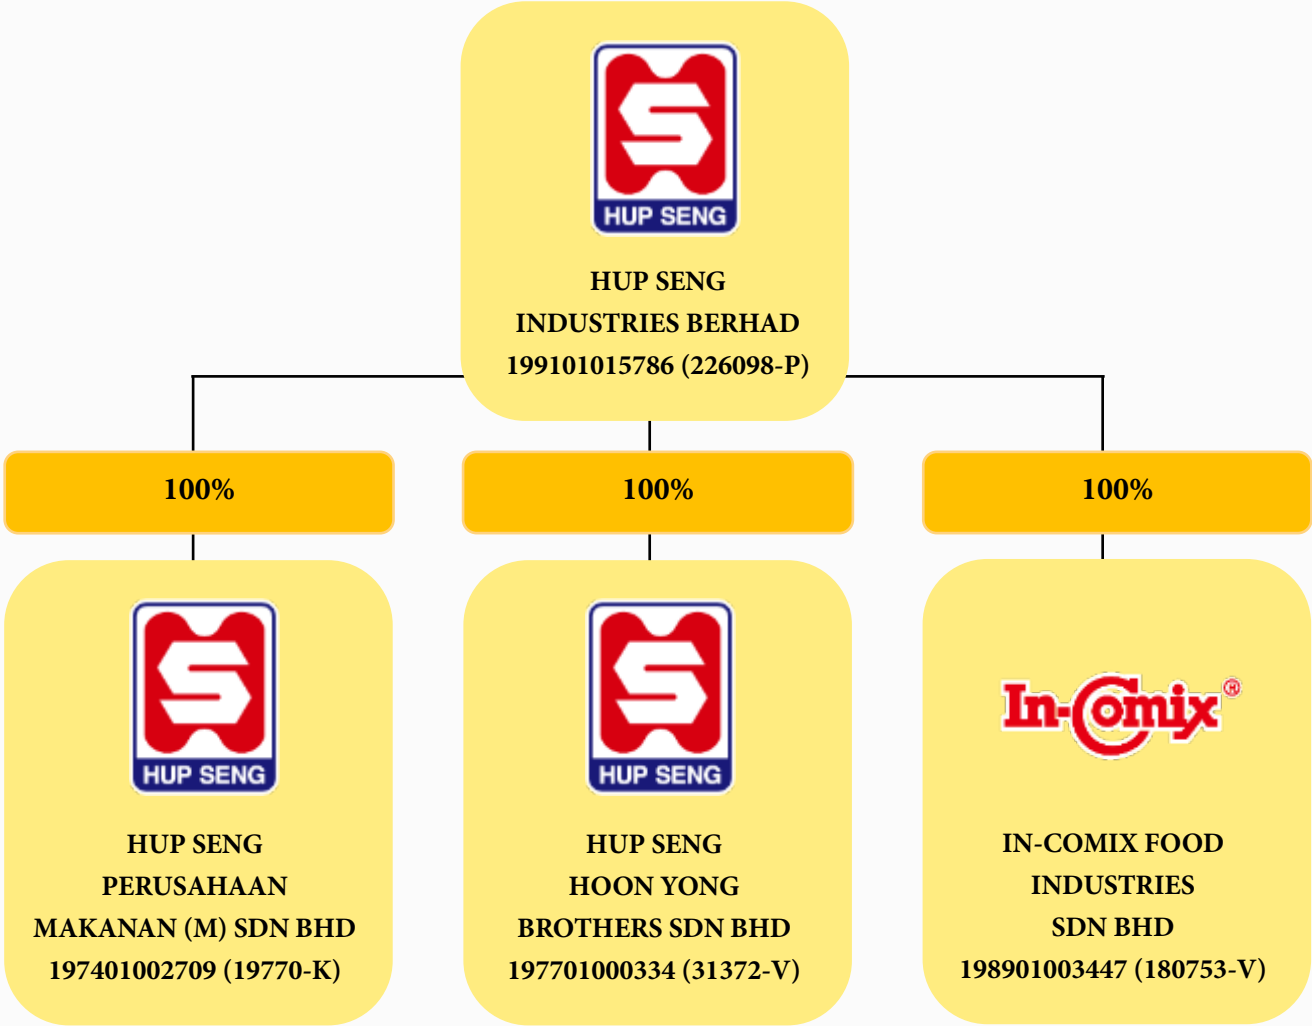 HUP SENG
HUP SENG
INDUSTRIES BERHAD
199101015786 (226098-P)
100%
100%
100%
HUP SENG
HUP SENG
PERUSAHAAN
MAKANAN (M) SDN BHD
197401002709 (19770-K)
HUP SENG
HUP SENG
HOON YONG
BROTHERS SDN BHD
197701000334 (31372-V)
In-Comix®
IN-COMIX FOOD
INDUSTRIES
SDN BHD
198901003447 (180753-V)